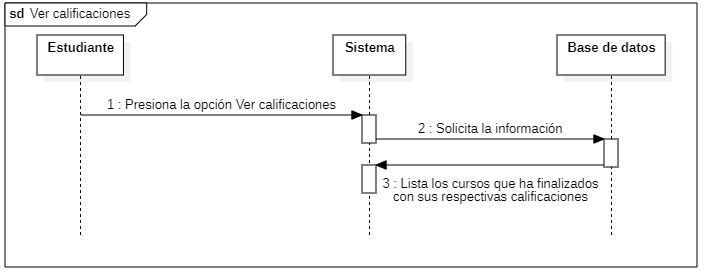 sd Ver calificaciones
Estudiante
Sistema
Base de datos
1 : Presiona la opción Ver calificaciones
2 : Solicita la información
3 : Lista los cursos que ha finalizados
con sus respectivas calificaciones